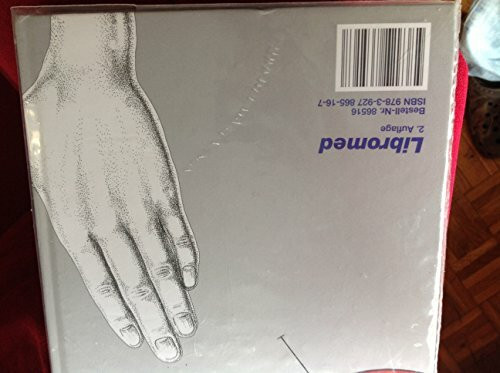 Libromed
2. Auflage
Bestell-Nr. 86516
ISBN 978-3-927 865-16-7